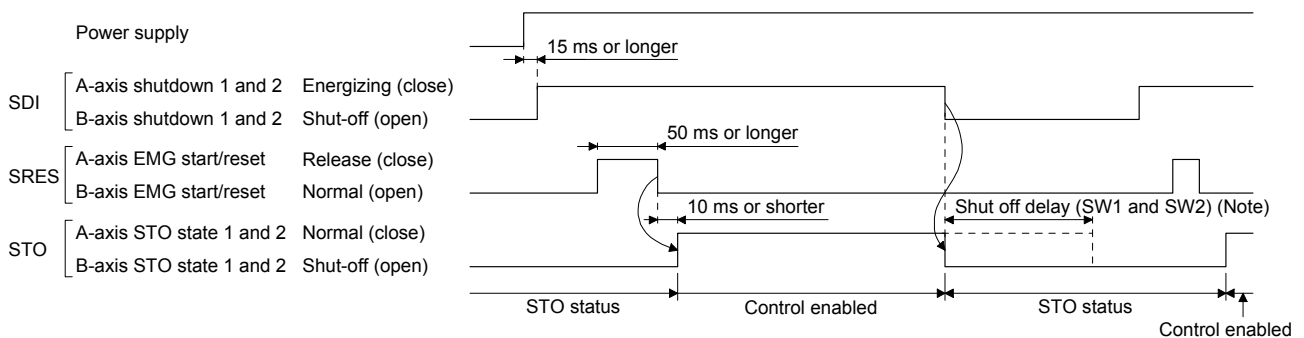 Power supply
15 ms or longer
SDI
A-axis shutdown 1 and 2 Energizing (close)
B-axis shutdown 1 and 2 Shut-off (open)
50 ms or longer
SRES
A-axis EMG start/reset Release (close)
B-axis EMG start/reset Normal (open)
10 ms or shorter
Shut off delay (SW1 and SW2) (Note)
STO
A-axis STO state 1 and 2 Normal (close)
B-axis STO state 1 and 2 Shut-off (open)
STO status
Control enabled
STO status
Control enabled